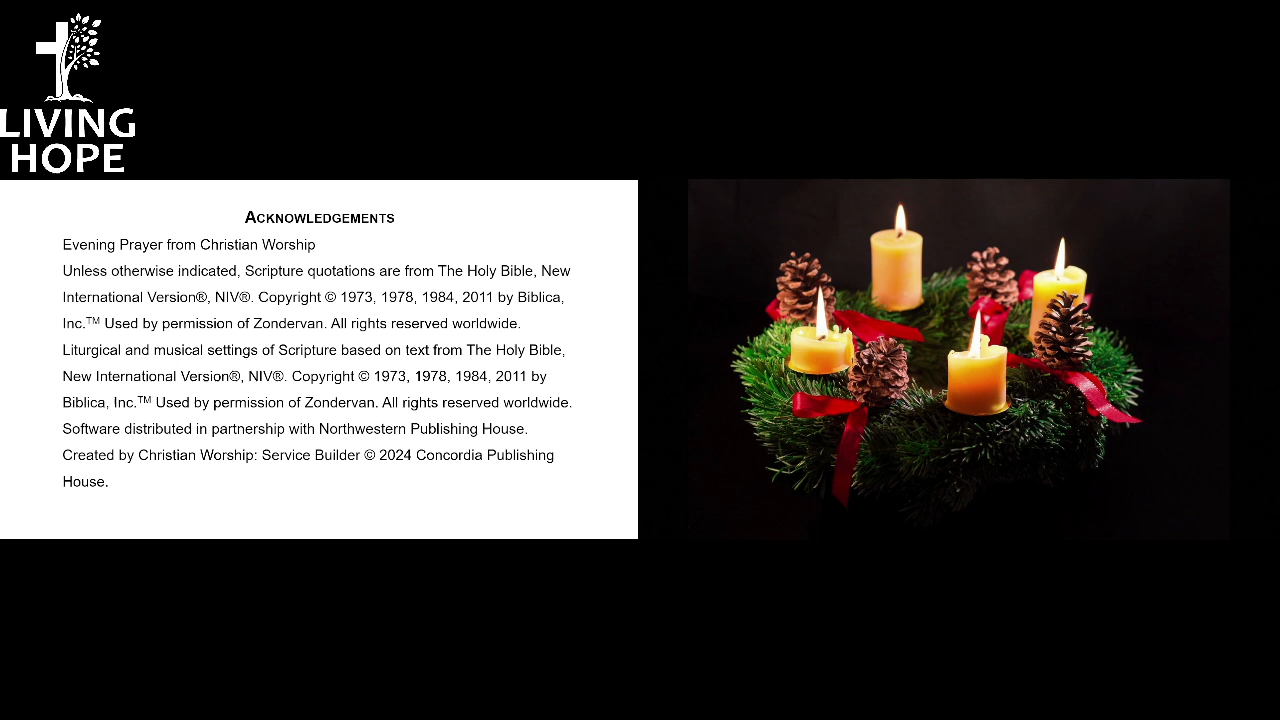 LIVING
HOPE
ACKNOWLEDGEMENTS
Evening Prayer from Christian Worship
Unless otherwise indicated, Scripture quotations are from The Holy Bible, New
International Version®, NIV®. Copyright © 1973, 1978, 1984, 2011 by Biblica,
Inc.™ Used by permission of Zondervan. All rights reserved worldwide.
Liturgical and musical settings of Scripture based on text from The Holy Bible,
New International Version®, NIV®. Copyright © 1973, 1978, 1984, 2011 by
Biblica, Inc.™ Used by permission of Zondervan. All rights reserved worldwide.
Software distributed in partnership with Northwestern Publishing House.
Created by Christian Worship: Service Builder © 2024 Concordia Publishing
House.